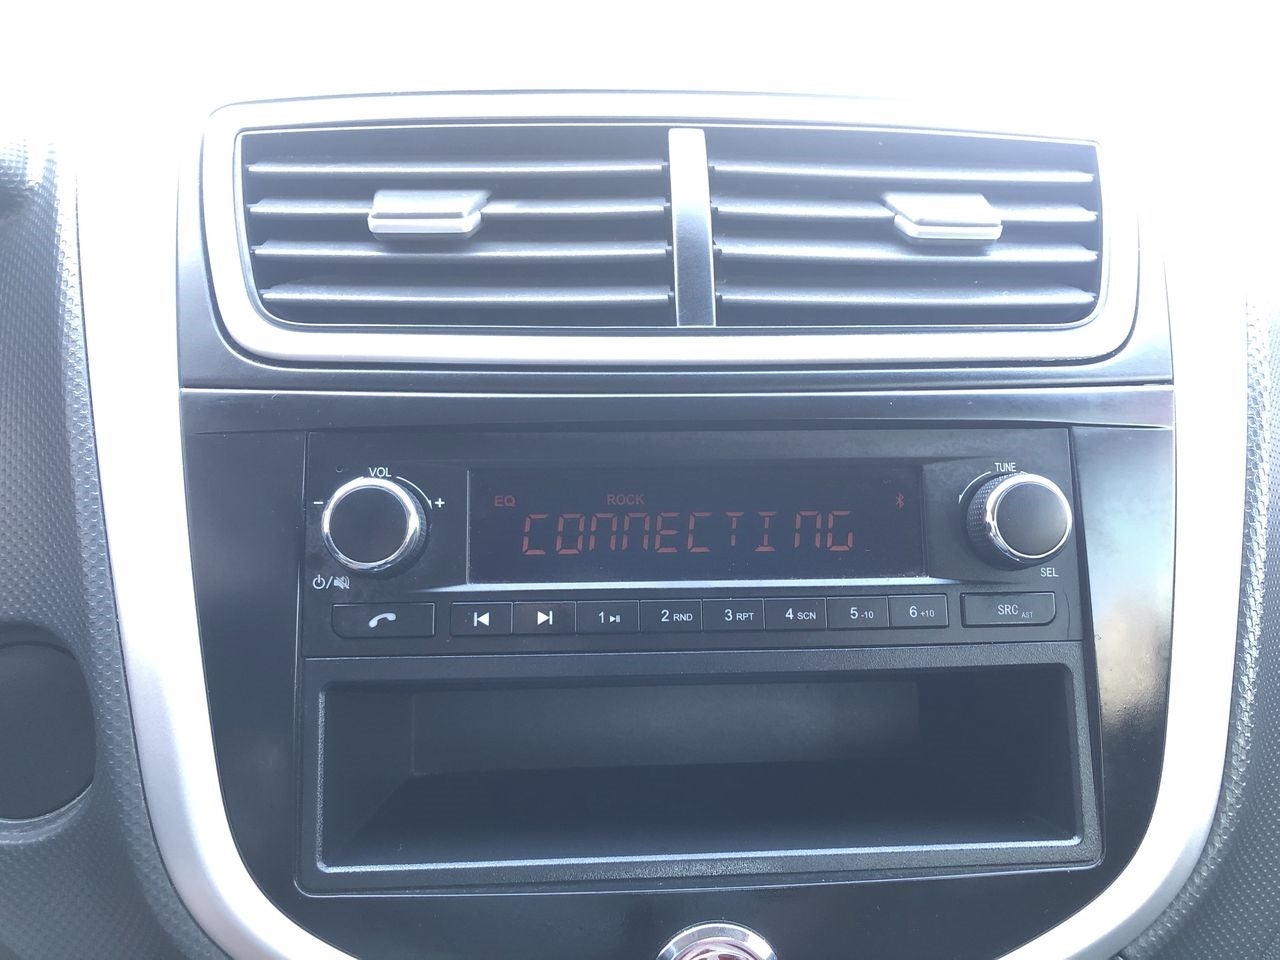 VOL
TUNE
- +
EQ ROCK
CONNECTING
SEL
1 2 RND 3 RPT 4 SCN 5 -10 6 +10 SRC AST